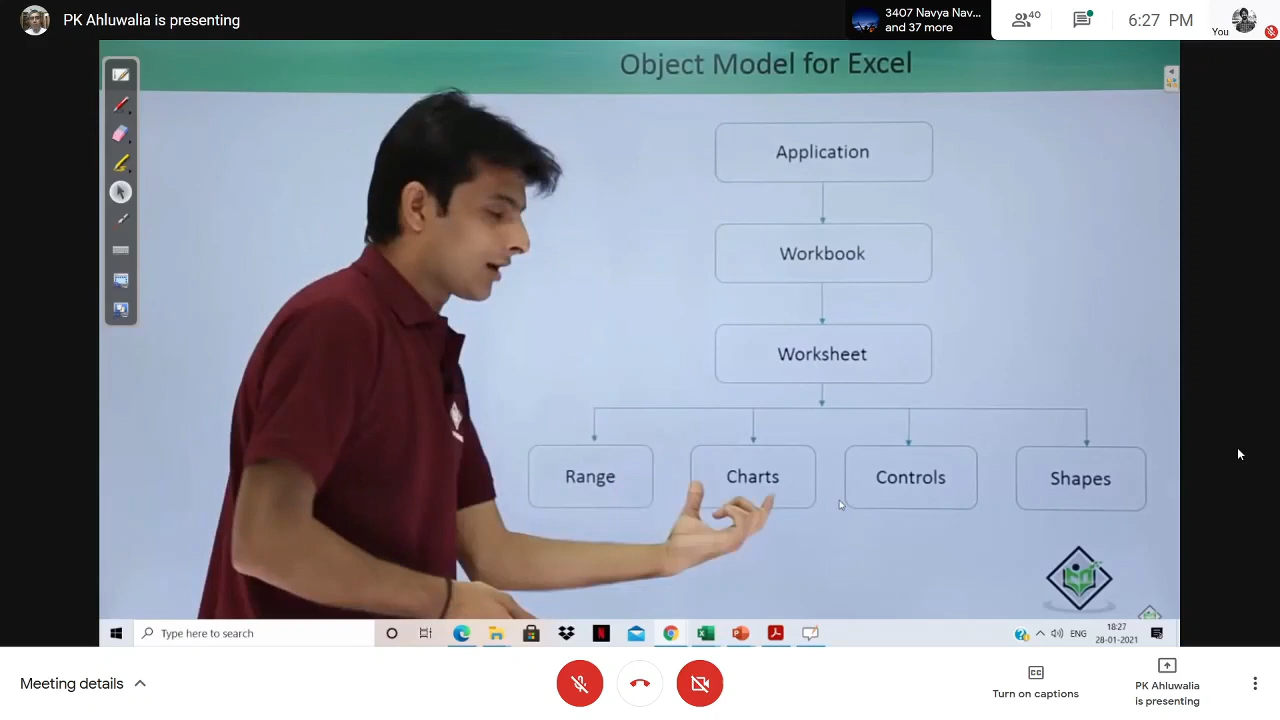 PK Ahluwalia is presenting
3407 Navya Nav...
and 37 more
40
6:27 PM
You
Object Model for Excel
Application
Workbook
Worksheet
Range
Charts
Controls
Shapes
Type here to search
ENG
18:27
28-01-2021
Meeting details
Turn on captions
PK Ahluwalia
is presenting